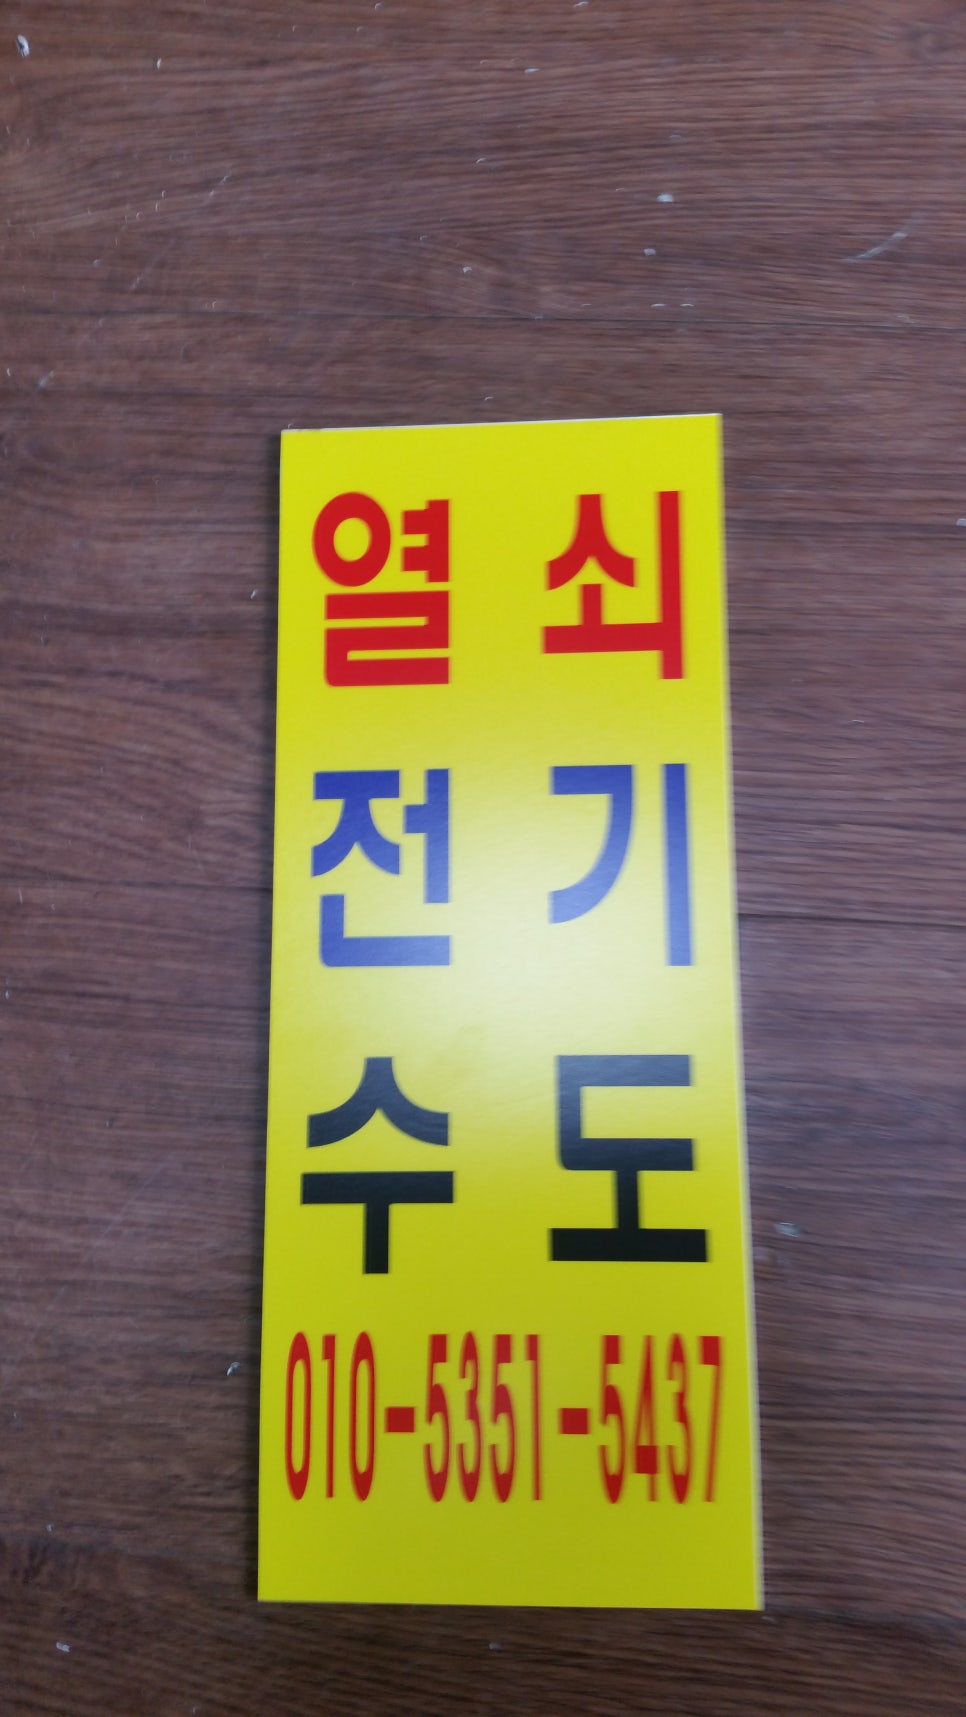 열 쇠
전 기
수 도
010-5351-5437